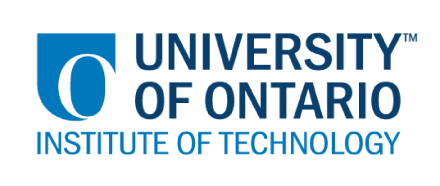 UNIVERSITY™
OF ONTARIO
INSTITUTE OF TECHNOLOGY